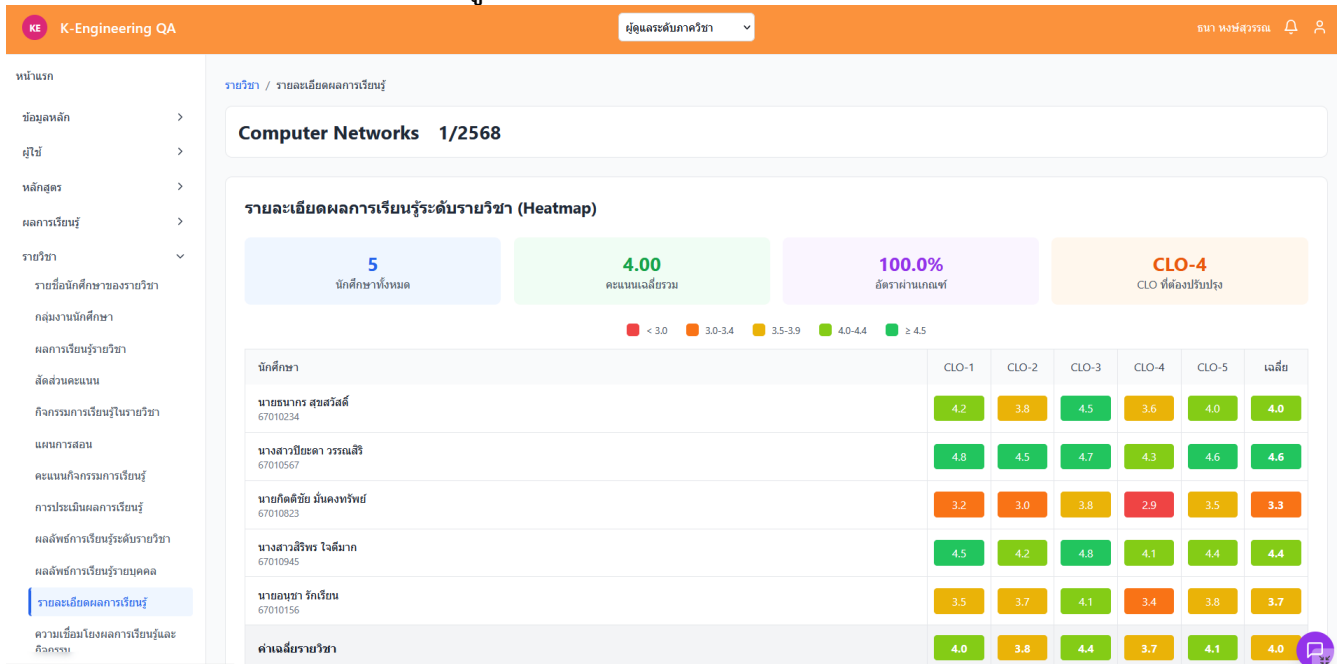 KE K-Engineering QA ผู้ดูแลระดับภาควิชา ธนา หงษ์สุวรรณ
หน้าแรก
ข้อมูลหลัก
ผู้ใช้
หลักสูตร
ผลการเรียนรู้
รายวิชา
รายชื่อนักศึกษาของรายวิชา
กลุ่มงานนักศึกษา
ผลการเรียนรู้รายวิชา
สัดส่วนคะแนน
กิจกรรมการเรียนรู้ในรายวิชา
แผนการสอน
คะแนนกิจกรรมการเรียนรู้
การประเมินผลการเรียนรู้
ผลลัพธ์การเรียนรู้ระดับรายวิชา
ผลลัพธ์การเรียนรู้รายบุคคล
รายละเอียดผลการเรียนรู้
ความเชื่อมโยงผลการเรียนรู้และ
กิจกรรม
รายวิชา / รายละเอียดผลการเรียนรู้
Computer Networks 1/2568
รายละเอียดผลการเรียนรู้ระดับรายวิชา (Heatmap)
5 4.00 100.0% CLO-4
นักศึกษาทั้งหมด คะแนนเฉลี่ยรวม อัตราผ่านเกณฑ์ CLO ที่ต้องปรับปรุง
< 3.0 3.0-3.4 3.5-3.9 4.0-4.4 ≥ 4.5
นักศึกษา CLO-1 CLO-2 CLO-3 CLO-4 CLO-5 เฉลี่ย
นายธนากร สุขสวัสดิ์ 4.2 3.8 4.5 3.6 4.0 4.0
67010234
นางสาวปิยะดา วรรณสิริ 4.8 4.5 4.7 4.3 4.6 4.6
67010567
นายกิตติชัย มั่นคงทรัพย์ 3.2 3.0 3.8 2.9 3.5 3.3
67010823
นางสาวสิริพร ใจดีมาก 4.5 4.2 4.8 4.1 4.4 4.4
67010945
นายอนุชา รักเรียน 3.5 3.7 4.1 3.4 3.8 3.7
67010156
ค่าเฉลี่ยรายวิชา 4.0 3.8 4.4 3.7 4.1 4.0